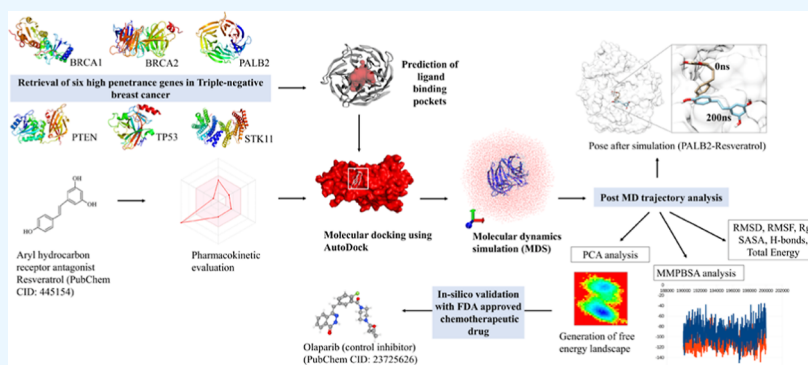 BRCA1
BRCA2
PALB2
Retrieval of six high penetrance genes in Triple-negative
breast cancer
PTEN
TP53
STK11
Prediction of
ligand
binding
pockets
OH
OH
HO
Aryl hydrocarbon
receptor antagonist
Resveratrol (PubChem
CID: 445154)
Pharmacokinetic
evaluation
Molecular docking using
AutoDock
Molecular dynamics
simulation (MDS)
0ns
200ns
Pose after simulation (PALB2-Resveratrol)
Post MD trajectory analysis
RMSD, RMSF, Rg
SASA, H-bonds,
Total Energy
PCA analysis
MMPBSA analysis
Generation of free
energy landscape
In-silico validation
with FDA approved
chemotherapeutic
drug
Olaparib (control inhibitor)
(PubChem CID: 23725626)